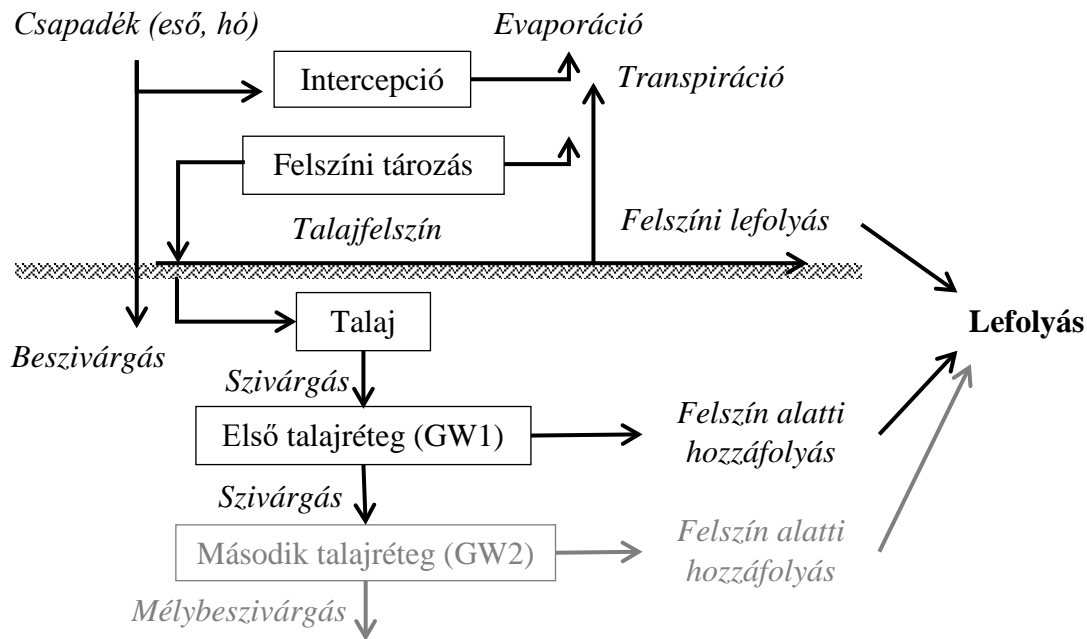 Csapadék (eső, hó)
Evaporáció
Intercepció
Transpiráció
Felszíni tározás
Talajfelszín
Felszíni lefolyás
Talaj
Lefolyás
Beszivárgás
Szivárgás
Első talajréteg (GW1)
Felszín alatti
hozzáfolyás
Szivárgás
Második talajréteg (GW2)
Felszín alatti
hozzáfolyás
Mélybeszivárgás